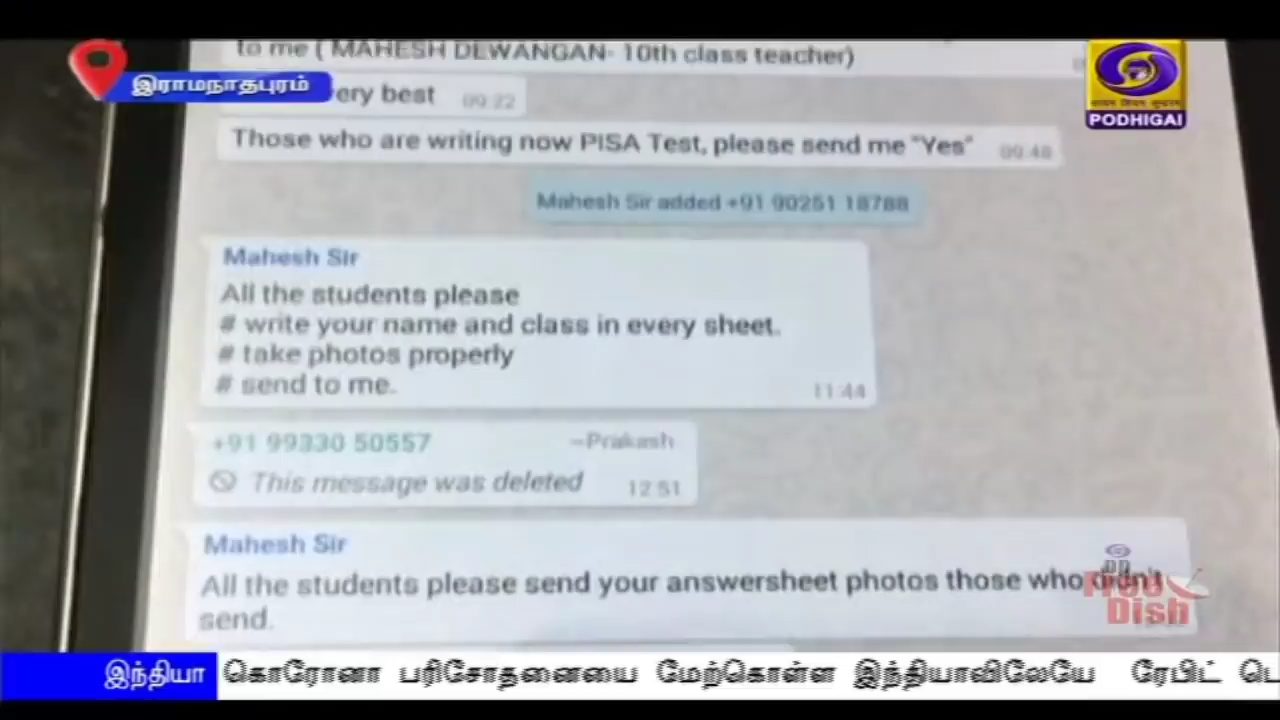 to me ( MAHESH DEWANGAN- 10th class teacher)
இராமநாதபுரம்
ery best 09:22
PODHIGAI
Those who are writing now PISA Test, please send me "Yes" 09:48
Mahesh Sir added +91 90251 18788
Mahesh Sir
All the students please
# write your name and class in every sheet.
# take photos properly
# send to me. 11:44
+91 99330 50557 ~Prakash
This message was deleted 12:51
Mahesh Sir
All the students please send your answersheet photos those who didn't
send.
Free
Dish
இந்தியா கொரோனா பரிசோதனையை மேற்கொள்ள இந்தியாவிலேயே ரேபிட் டெ